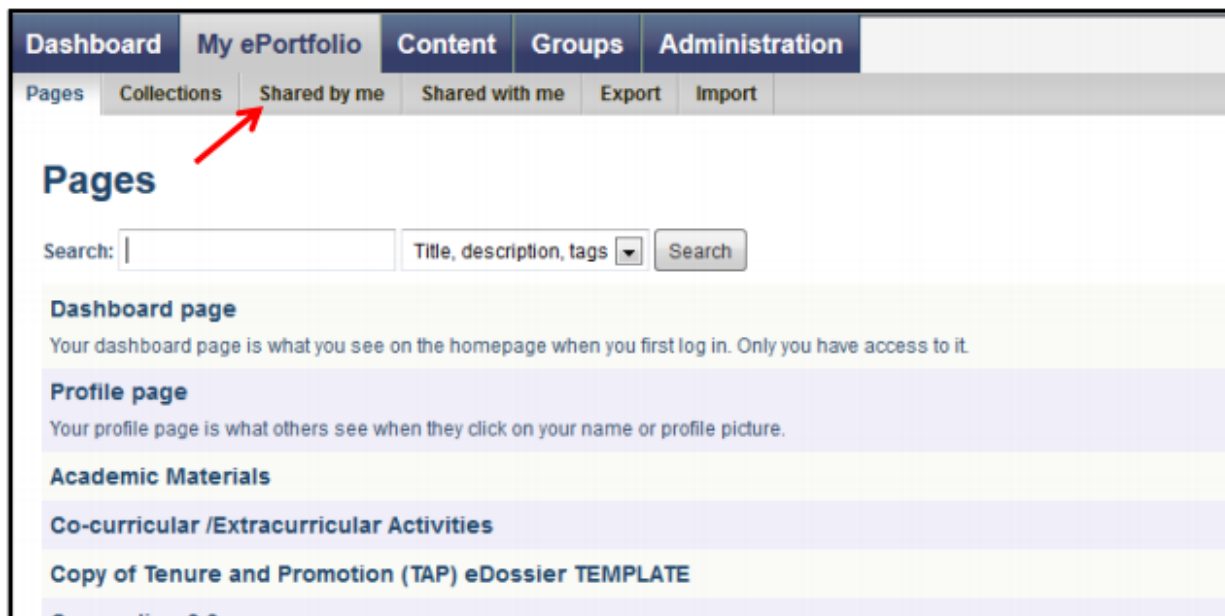 Dashboard My ePortfolio Content Groups Administration
Pages Collections Shared by me Shared with me Export Import
Pages
Search: Title, description, tags Search
Dashboard page
Your dashboard page is what you see on the homepage when you first log in. Only you have access to it.
Profile page
Your profile page is what others see when they click on your name or profile picture.
Academic Materials
Co-curricular /Extracurricular Activities
Copy of Tenure and Promotion (TAP) eDossier TEMPLATE